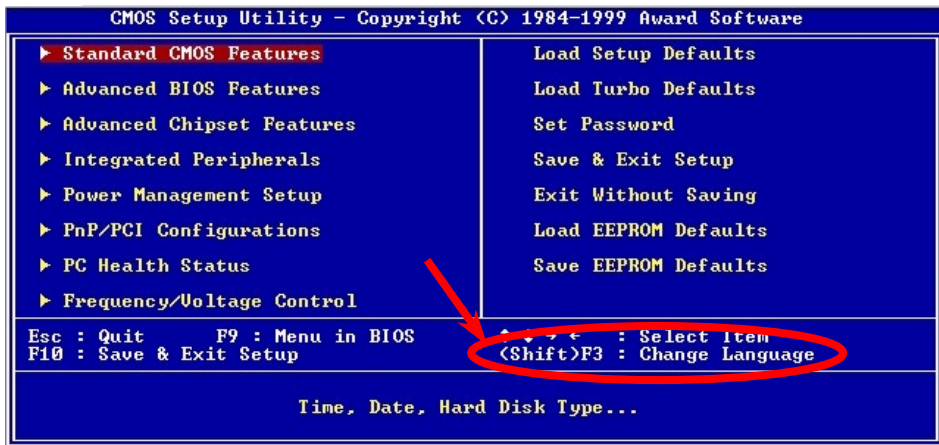 CMOS Setup Utility - Copyright (C) 1984-1999 Award Software
▶ Standard CMOS Features
▶ Advanced BIOS Features
▶ Advanced Chipset Features
▶ Integrated Peripherals
▶ Power Management Setup
▶ PnP/PCI Configurations
▶ PC Health Status
▶ Frequency/Voltage Control
Load Setup Defaults
Load Turbo Defaults
Set Password
Save & Exit Setup
Exit Without Saving
Load EEPROM Defaults
Save EEPROM Defaults
Esc : Quit F9 : Menu in BIOS
F10 : Save & Exit Setup
↑ ↓ → ← : Select Item
(Shift)F3 : Change Language
Time, Date, Hard Disk Type...